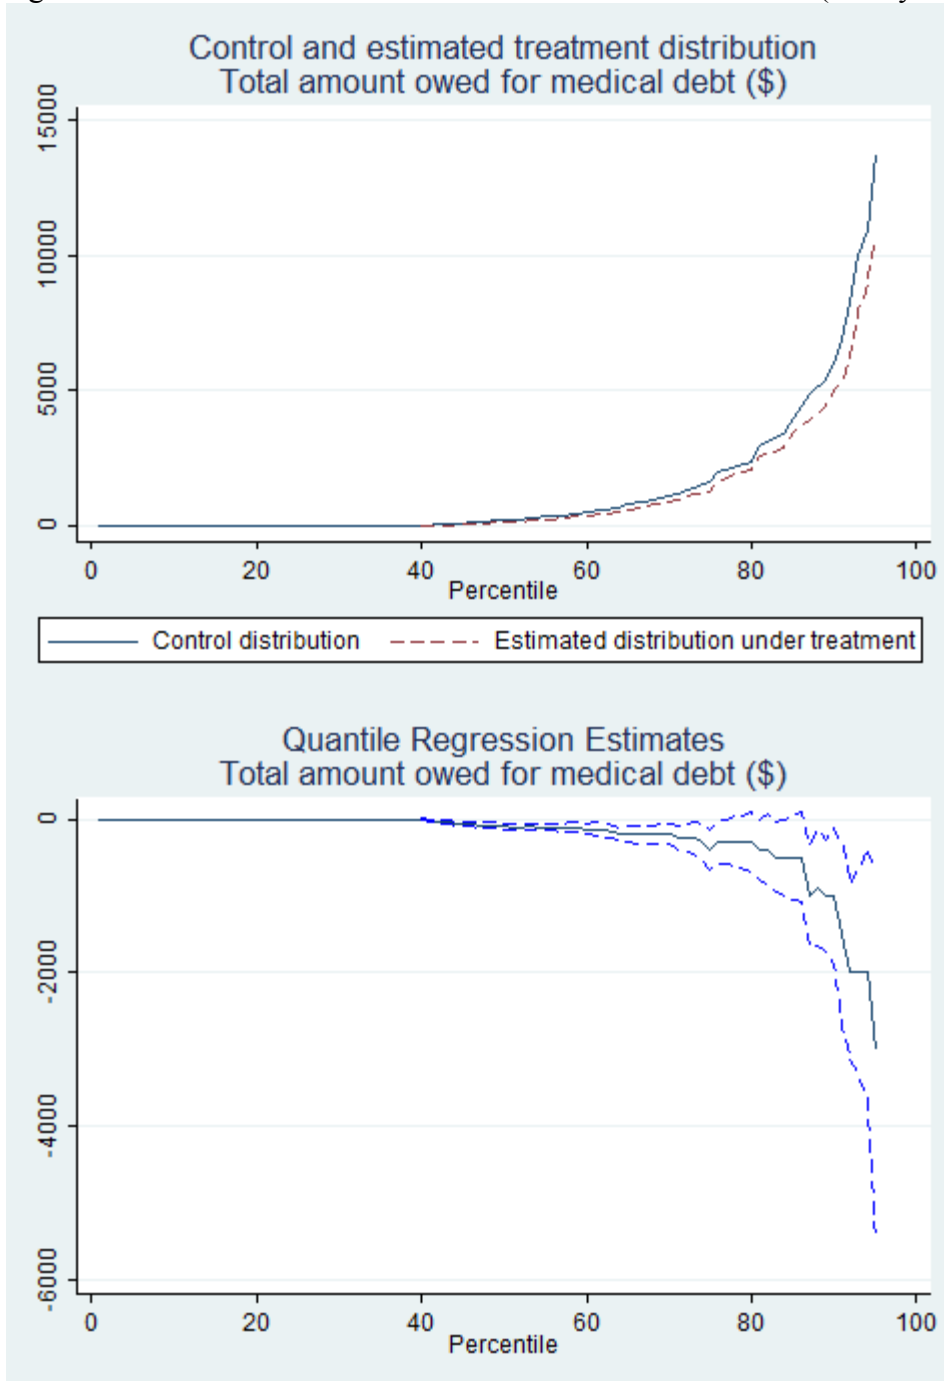 Control and estimated treatment distribution
Total amount owed for medical debt ($)
15000
10000
5000
0
0 20 40 60 80 100
Percentile
Control distribution Estimated distribution under treatment
Quantile Regression Estimates
Total amount owed for medical debt ($)
0
-2000
-4000
-6000
0 20 40 60 80 100
Percentile